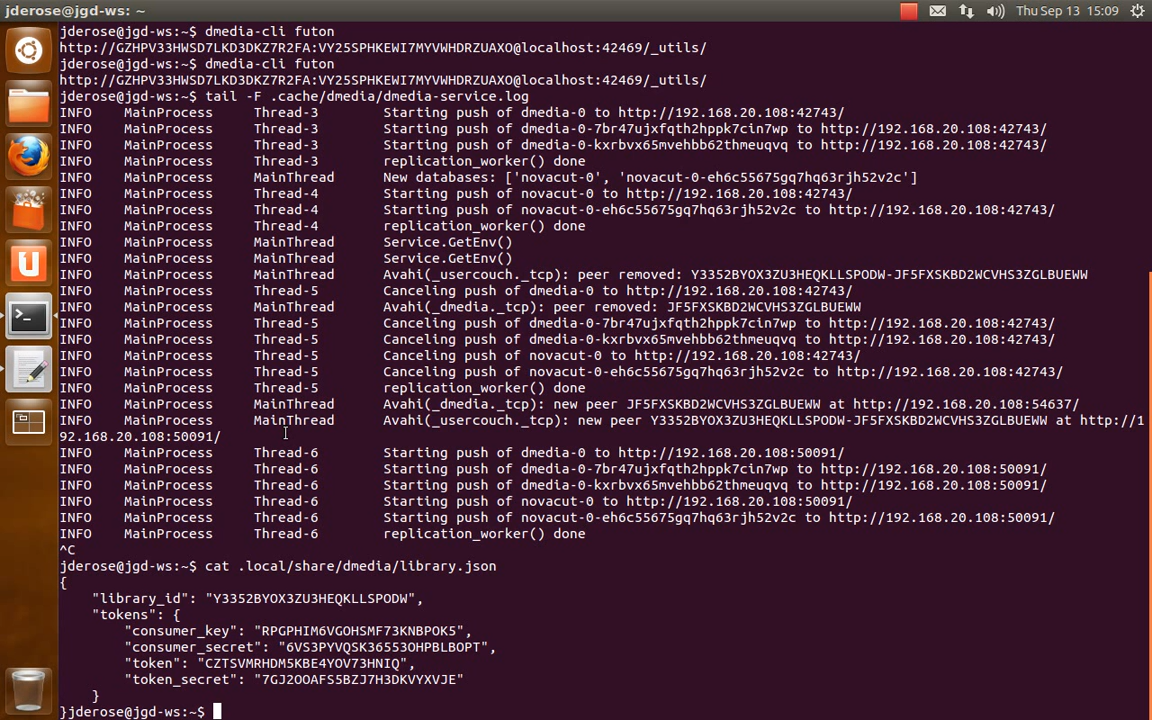 jderose@jgd-ws: ~
Thu Sep 13 15:09
jderose@jgd-ws:~$ dmedia-cli futon
http://GZHPV33HWSD7LKD3DKZ7R2FA:VY25SPHKEWI7MYVWHDRZUAXO@localhost:42469/_utils/
jderose@jgd-ws:~$ dmedia-cli futon
http://GZHPV33HWSD7LKD3DKZ7R2FA:VY25SPHKEWI7MYVWHDRZUAXO@localhost:42469/_utils/
jderose@jgd-ws:~$ tail -F .cache/dmedia/dmedia-service.log
INFO MainProcess Thread-3 Starting push of dmedia-0 to http://192.168.20.108:42743/
INFO MainProcess Thread-3 Starting push of dmedia-0-7br47ujxfqth2hppk7cin7wp to http://192.168.20.108:42743/
INFO MainProcess Thread-3 Starting push of dmedia-0-kxrbvx65mvehbb62thmeuqvq to http://192.168.20.108:42743/
INFO MainProcess Thread-3 replication_worker() done
INFO MainProcess MainThread New databases: ['novacut-0', 'novacut-0-eh6c55675gq7hq63rjh52v2c']
INFO MainProcess Thread-4 Starting push of novacut-0 to http://192.168.20.108:42743/
INFO MainProcess Thread-4 Starting push of novacut-0-eh6c55675gq7hq63rjh52v2c to http://192.168.20.108:42743/
INFO MainProcess Thread-4 replication_worker() done
INFO MainProcess MainThread Service.GetEnv()
INFO MainProcess MainThread Service.GetEnv()
INFO MainProcess MainThread Avahi(_usercouch._tcp): peer removed: Y3352BYOX3ZU3HEQKLLSPODW-JF5FXSKBD2WCVHS3ZGLBUEWW
INFO MainProcess Thread-5 Canceling push of dmedia-0 to http://192.168.20.108:42743/
INFO MainProcess MainThread Avahi(_dmedia._tcp): peer removed: JF5FXSKBD2WCVHS3ZGLBUEWW
INFO MainProcess Thread-5 Canceling push of dmedia-0-7br47ujxfqth2hppk7cin7wp to http://192.168.20.108:42743/
INFO MainProcess Thread-5 Canceling push of dmedia-0-kxrbvx65mvehbb62thmeuqvq to http://192.168.20.108:42743/
INFO MainProcess Thread-5 Canceling push of novacut-0 to http://192.168.20.108:42743/
INFO MainProcess Thread-5 Canceling push of novacut-0-eh6c55675gq7hq63rjh52v2c to http://192.168.20.108:42743/
INFO MainProcess Thread-5 replication_worker() done
INFO MainProcess MainThread Avahi(_dmedia._tcp): new peer JF5FXSKBD2WCVHS3ZGLBUEWW at http://192.168.20.108:54637/
INFO MainProcess MainThread Avahi(_usercouch._tcp): new peer Y3352BYOX3ZU3HEQKLLSPODW-JF5FXSKBD2WCVHS3ZGLBUEWW at http://1
92.168.20.108:50091/
INFO MainProcess Thread-6 Starting push of dmedia-0 to http://192.168.20.108:50091/
INFO MainProcess Thread-6 Starting push of dmedia-0-7br47ujxfqth2hppk7cin7wp to http://192.168.20.108:50091/
INFO MainProcess Thread-6 Starting push of dmedia-0-kxrbvx65mvehbb62thmeuqvq to http://192.168.20.108:50091/
INFO MainProcess Thread-6 Starting push of novacut-0 to http://192.168.20.108:50091/
INFO MainProcess Thread-6 Starting push of novacut-0-eh6c55675gq7hq63rjh52v2c to http://192.168.20.108:50091/
INFO MainProcess Thread-6 replication_worker() done
^C
jderose@jgd-ws:~$ cat .local/share/dmedia/library.json
{
"library_id": "Y3352BYOX3ZU3HEQKLLSPODW",
"tokens": {
"consumer_key": "RPGPHIM6VGOHSMF73KNBPOK5",
"consumer_secret": "6VS3PYVQSK36553OHPBLBOPT",
"token": "CZTSVMRHDM5KBE4YOV73HNIQ",
"token_secret": "7GJ2OOAFS5BZJ7H3DKVYXVJE"
}
}jderose@jgd-ws:~$